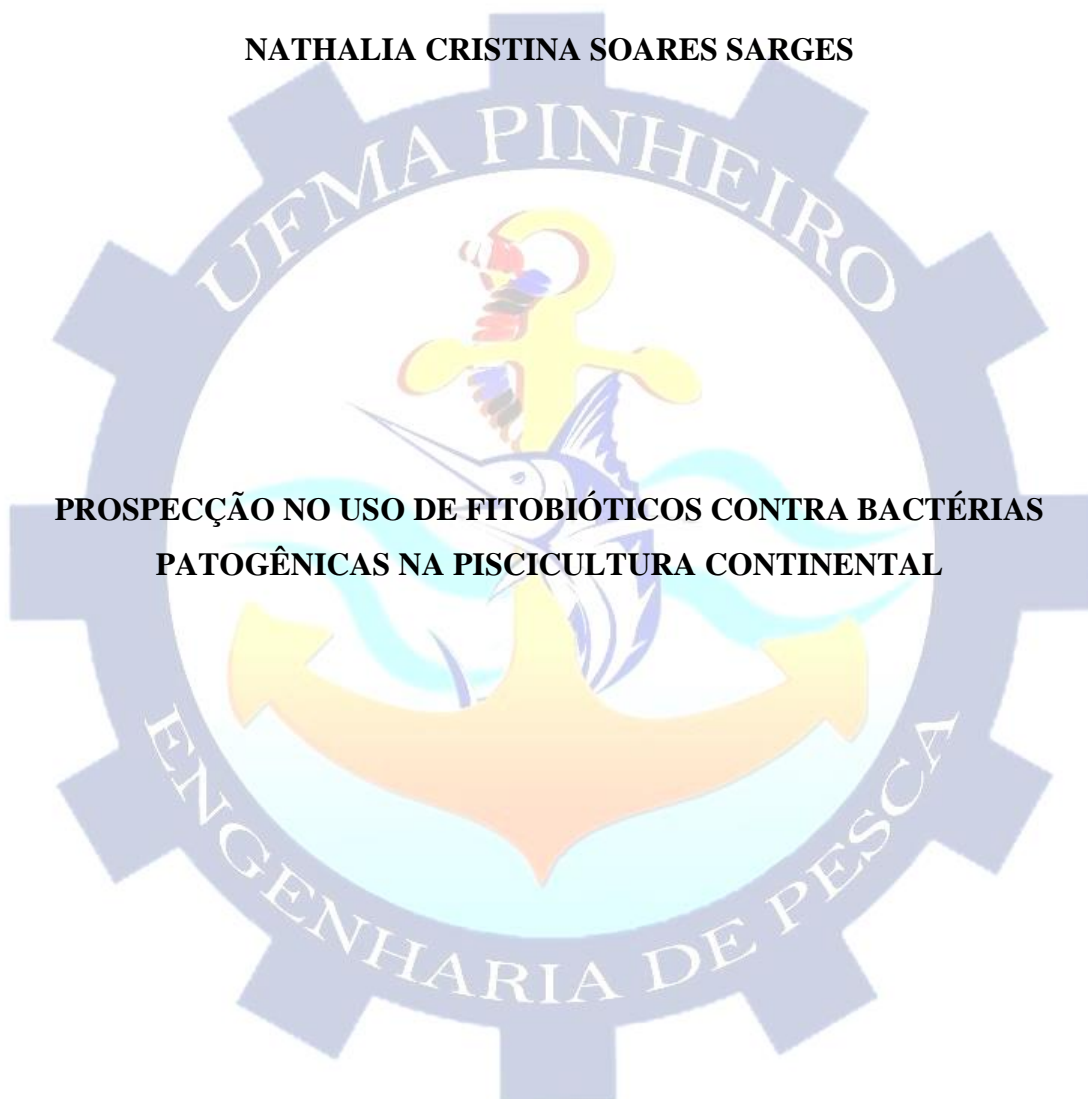 NATHALIA CRISTINA SOARES SARGES
UFMA PINHEIRO
PROSPECÇÃO NO USO DE FITOBIÓTICOS CONTRA BACTÉRIAS
PATOGÊNICAS NA PISCICULTURA CONTINENTAL
ENGENHARIA DE PESCA